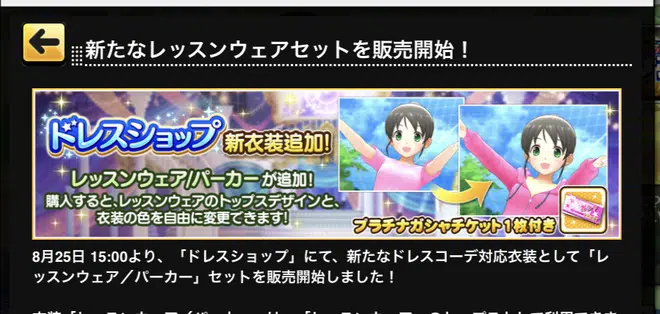 新たなレッスンウェアセットを販売開始！
ドレスショップ 新衣装追加!
レッスンウェア/パーカーが追加!
購入すると、レッスンウェアのトップスデザインと、
衣装の色を自由に変更できます!
プラチナガシャチケット1枚付き
8月25日 15:00より、「ドレスショップ」にて、新たなドレスコーデ対応衣装として「レ
ッスンウェア／パーカー」セットを販売開始しました！